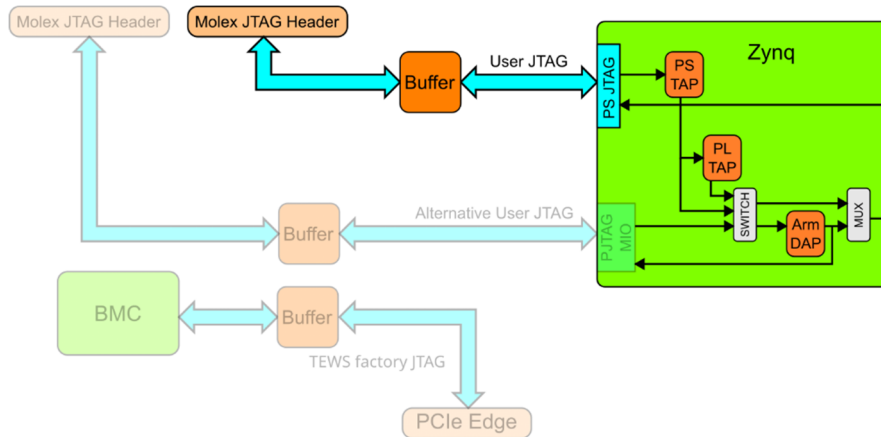 Molex JTAG Header
Molex JTAG Header
Zynq
User JTAG
Buffer
PS JTAG
PS
TAP
PL
TAP
Alternative User JTAG
Buffer
PJTAG
MIO
SWITCH
Arm
DAP
MUX
BMC
Buffer
TEWS factory JTAG
PCIe Edge